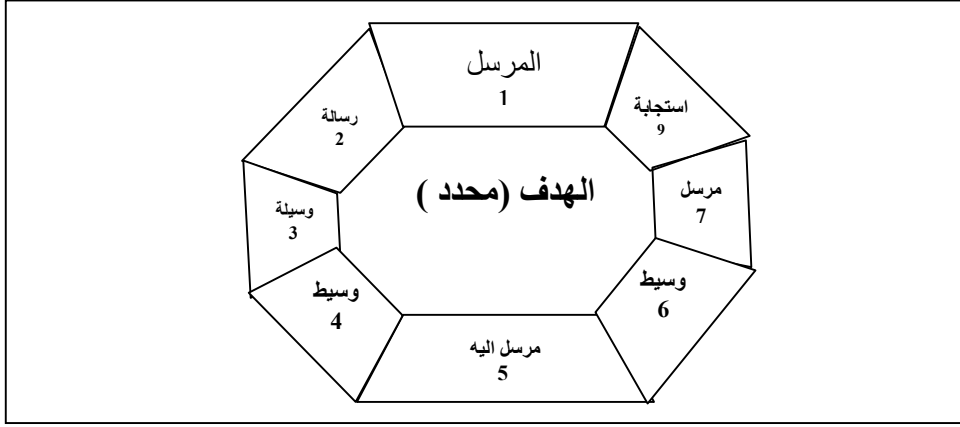 المرسل
1
رسالة
2
وسيلة
3
وسيط
4
مرسل اليه
5
وسيط
6
مرسل
7
استجابة
9
الهدف (محدد )